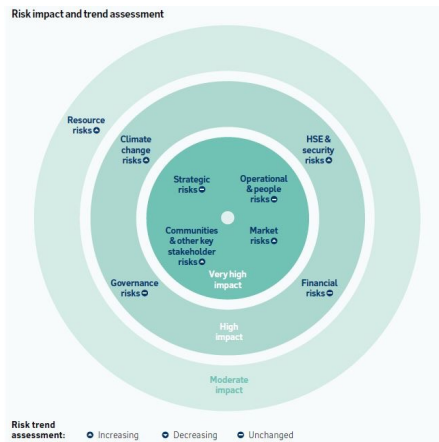 Risk impact and trend assessment
Resource
risks
Climate
change
risks
HSE &
security
risks
Strategic
risks
Operational
& people
risks
Communities
& other key
stakeholder
risks
Market
risks
Very high
impact
Governance
risks
Financial
risks
High
impact
Moderate
impact
Risk trend
assessment:
Increasing
Decreasing
Unchanged